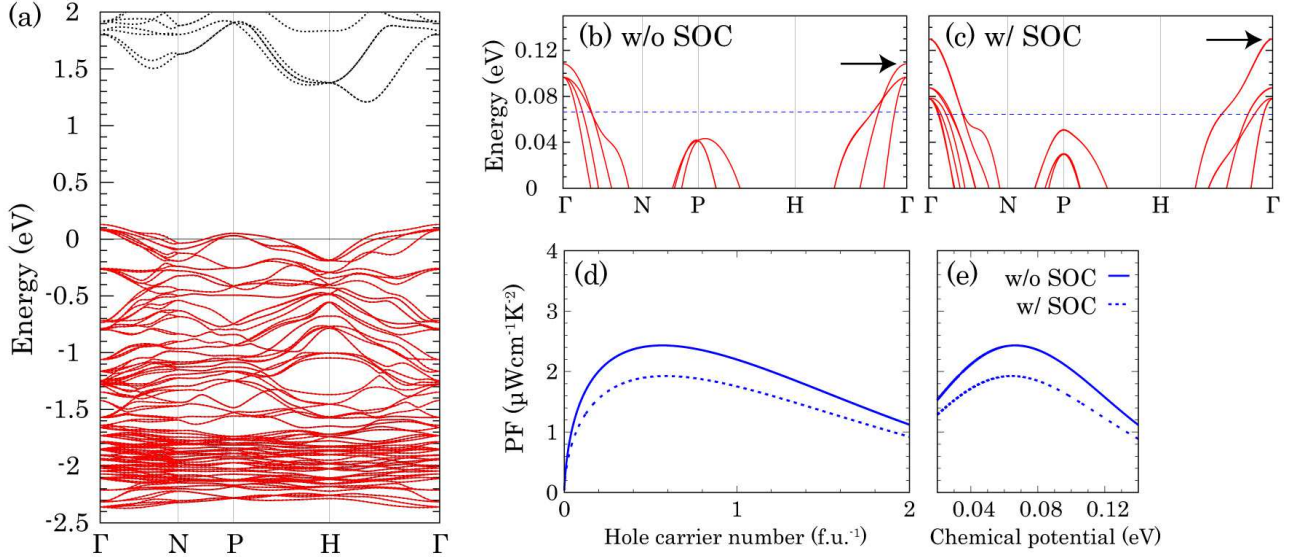 (a)
Energy (eV)
2
1.5
1
0.5
0
-0.5
-1
-1.5
-2
-2.5
Γ N P H Γ
(b) w/o SOC
Energy (eV)
0.12
0.08
0.04
0
Γ N P H Γ
(c) w/ SOC
Γ N P H Γ
(d)
PF (μWcm⁻¹K⁻²)
4
3
2
1
0
0 1 2
Hole carrier number (f.u.⁻¹)
(e)
w/o SOC
w/ SOC
0.04 0.08 0.12
Chemical potential (eV)